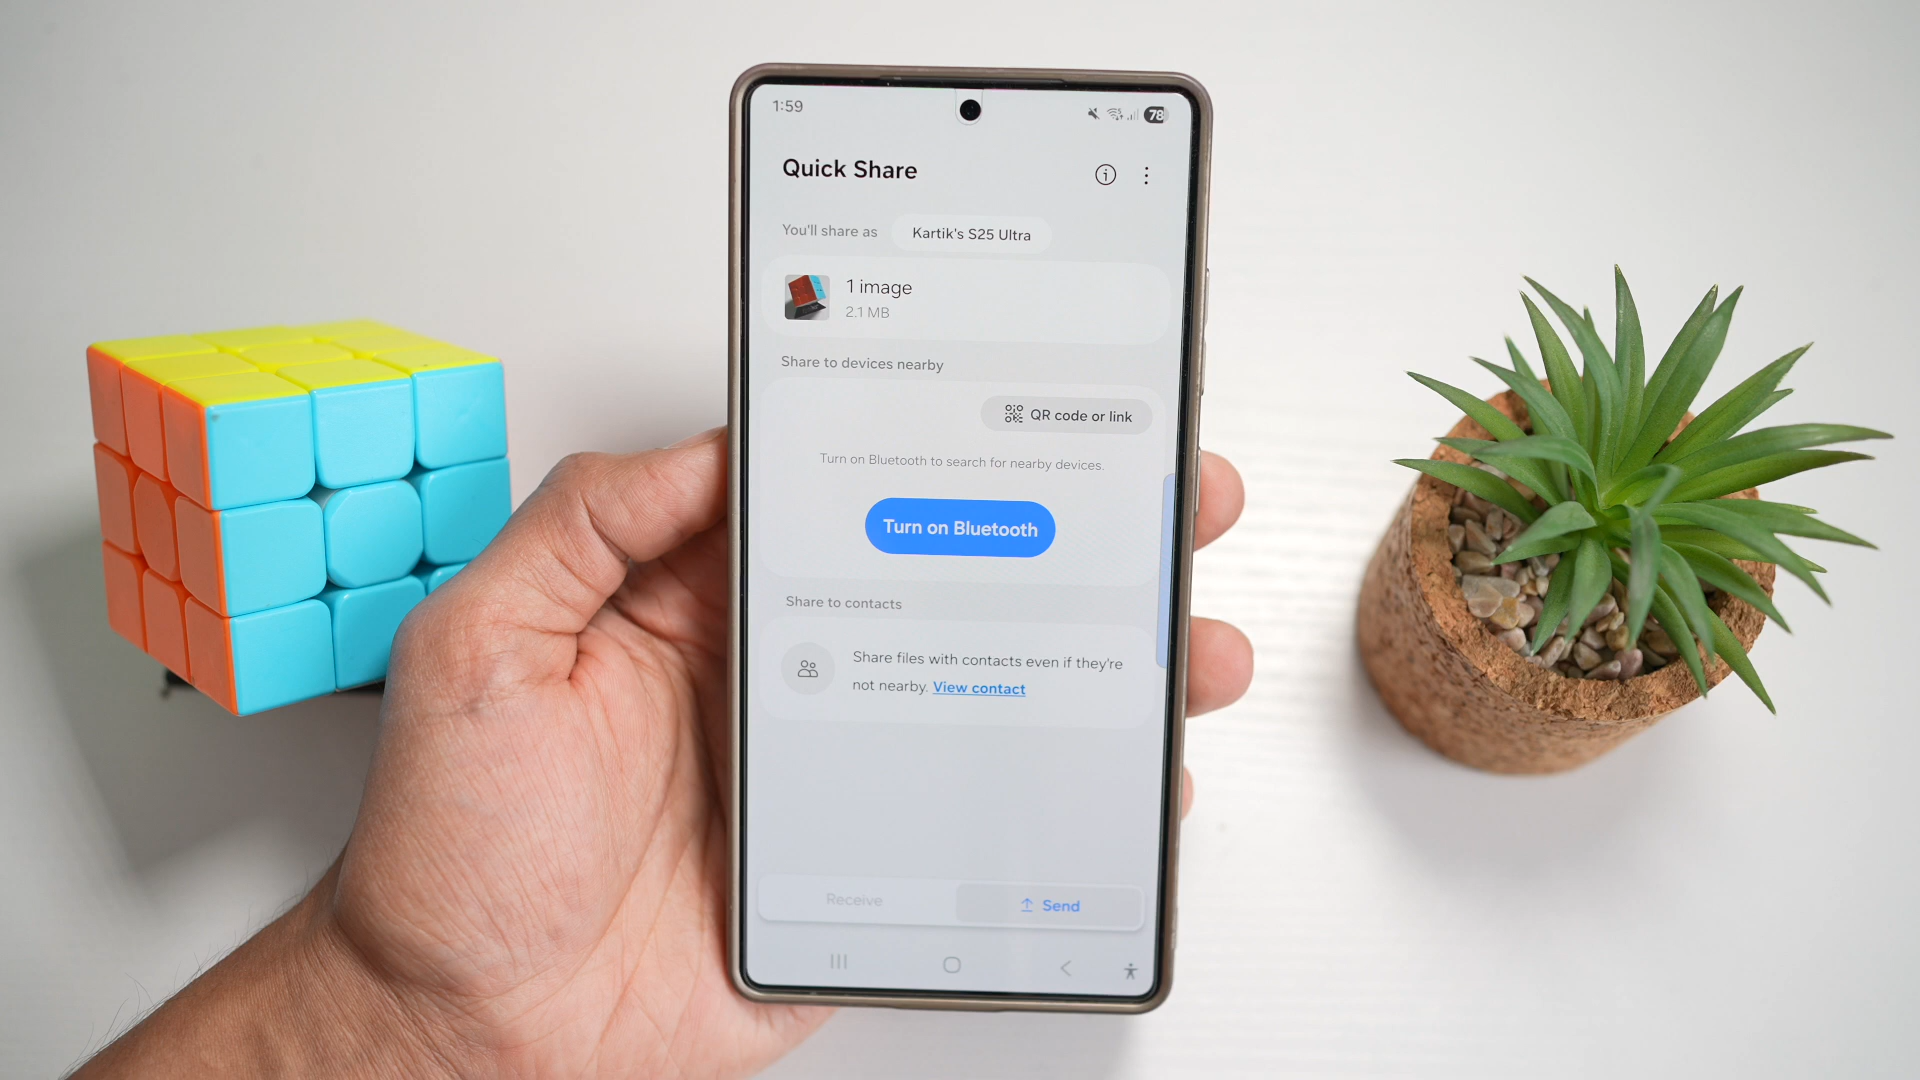 1:59
78
Quick Share
You'll share as
Kartik's S25 Ultra
1 image
2.1 MB
Share to devices nearby
QR code or link
Turn on Bluetooth to search for nearby devices.
Turn on Bluetooth
Share to contacts
Share files with contacts even if they're
not nearby. View contact
Receive
Send